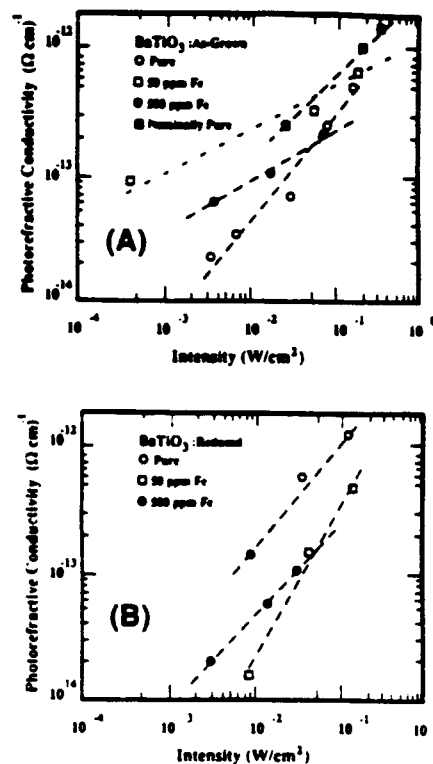 10⁻¹²
BaTiO₃ :As-Grown
Pure
50 ppm Fe
500 ppm Fe
Nominally Pure
10⁻¹³
10⁻¹⁴
(A)
Photorefractive Conductivity (Ω cm)⁻¹
10⁻⁴ 10⁻³ 10⁻² 10⁻¹ 10⁰
Intensity (W/cm²)
10⁻¹²
BaTiO₃ :Reduced
Pure
50 ppm Fe
500 ppm Fe
10⁻¹³
10⁻¹⁴
(B)
Photorefractive Conductivity (Ω cm)⁻¹
10⁻⁴ 10⁻³ 10⁻² 10⁻¹
Intensity (W/cm²)